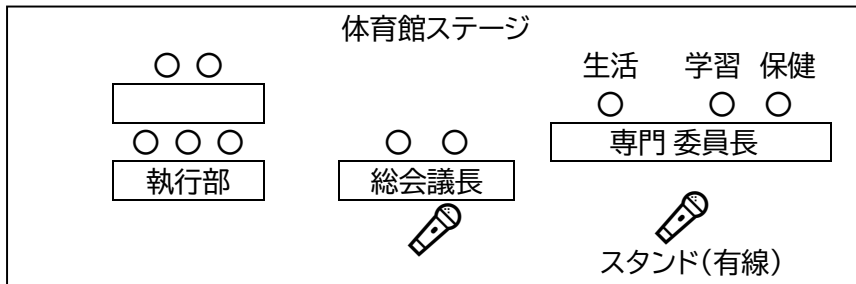 体育館ステージ
生活 学習 保健
専門 委員長
執行部
総会議長
スタンド(有線)